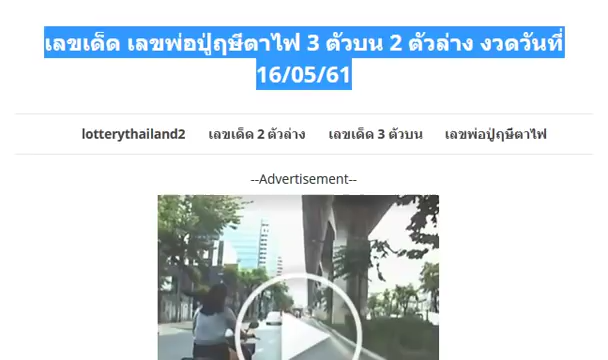 เลขเด็ด เลขพ่อปู่ฤษีตาไฟ 3 ตัวบน 2 ตัวล่าง งวดวันที่
16/05/61
lotterythailand2 เลขเด็ด 2 ตัวล่าง เลขเด็ด 3 ตัวบน เลขพ่อปู่ฤษีตาไฟ
--Advertisement--